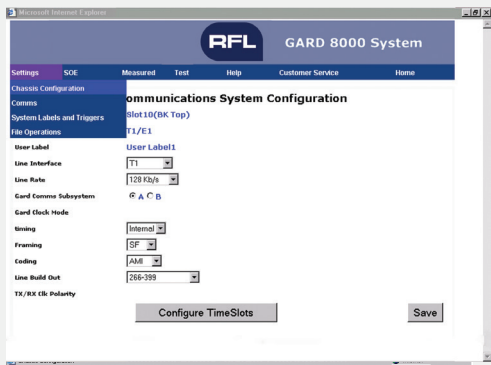 Microsoft Internet Explorer
RFL
GARD 8000 System
Settings SOE Measured Test Help Customer Service Home
Chassis Configuration
Comms
System Labels and Triggers
File Operations
ommunications System Configuration
Slot10(BK Top)
T1/E1
User Label User Label1
Line Interface T1
Line Rate 128 Kb/s
Gard Comms Subsystem A B
Gard Clock Mode
timing Internal
Framing SF
Coding AMI
Line Build Out 266-399
TX/RX Clk Polarity
Configure TimeSlots Save